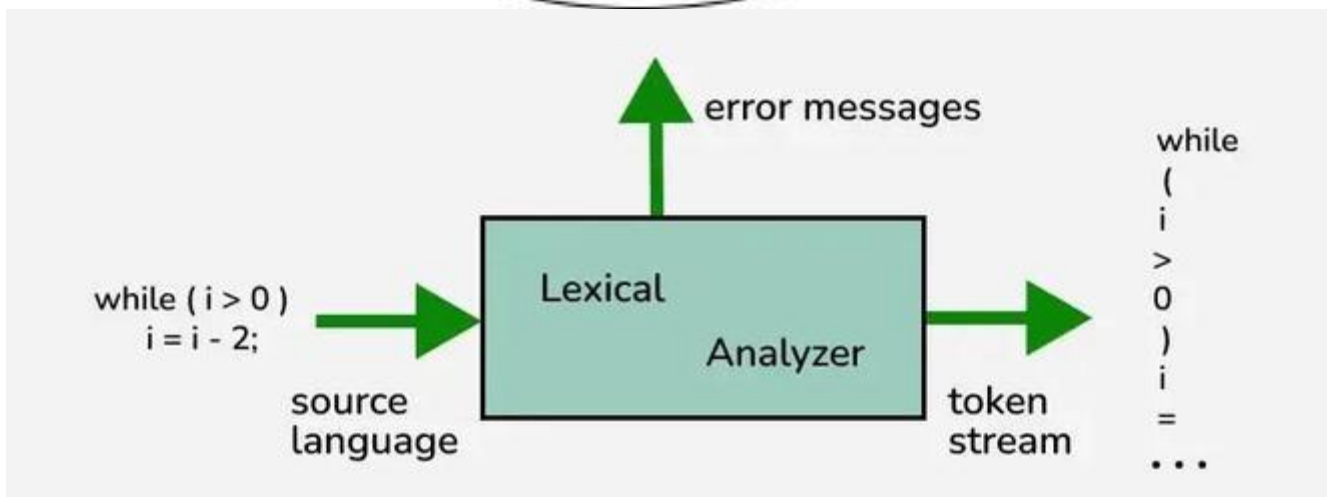 error messages
while ( i > 0 )
i = i - 2;
source
language
Lexical
Analyzer
token
stream
while
(
i
>
0
)
i
=
...